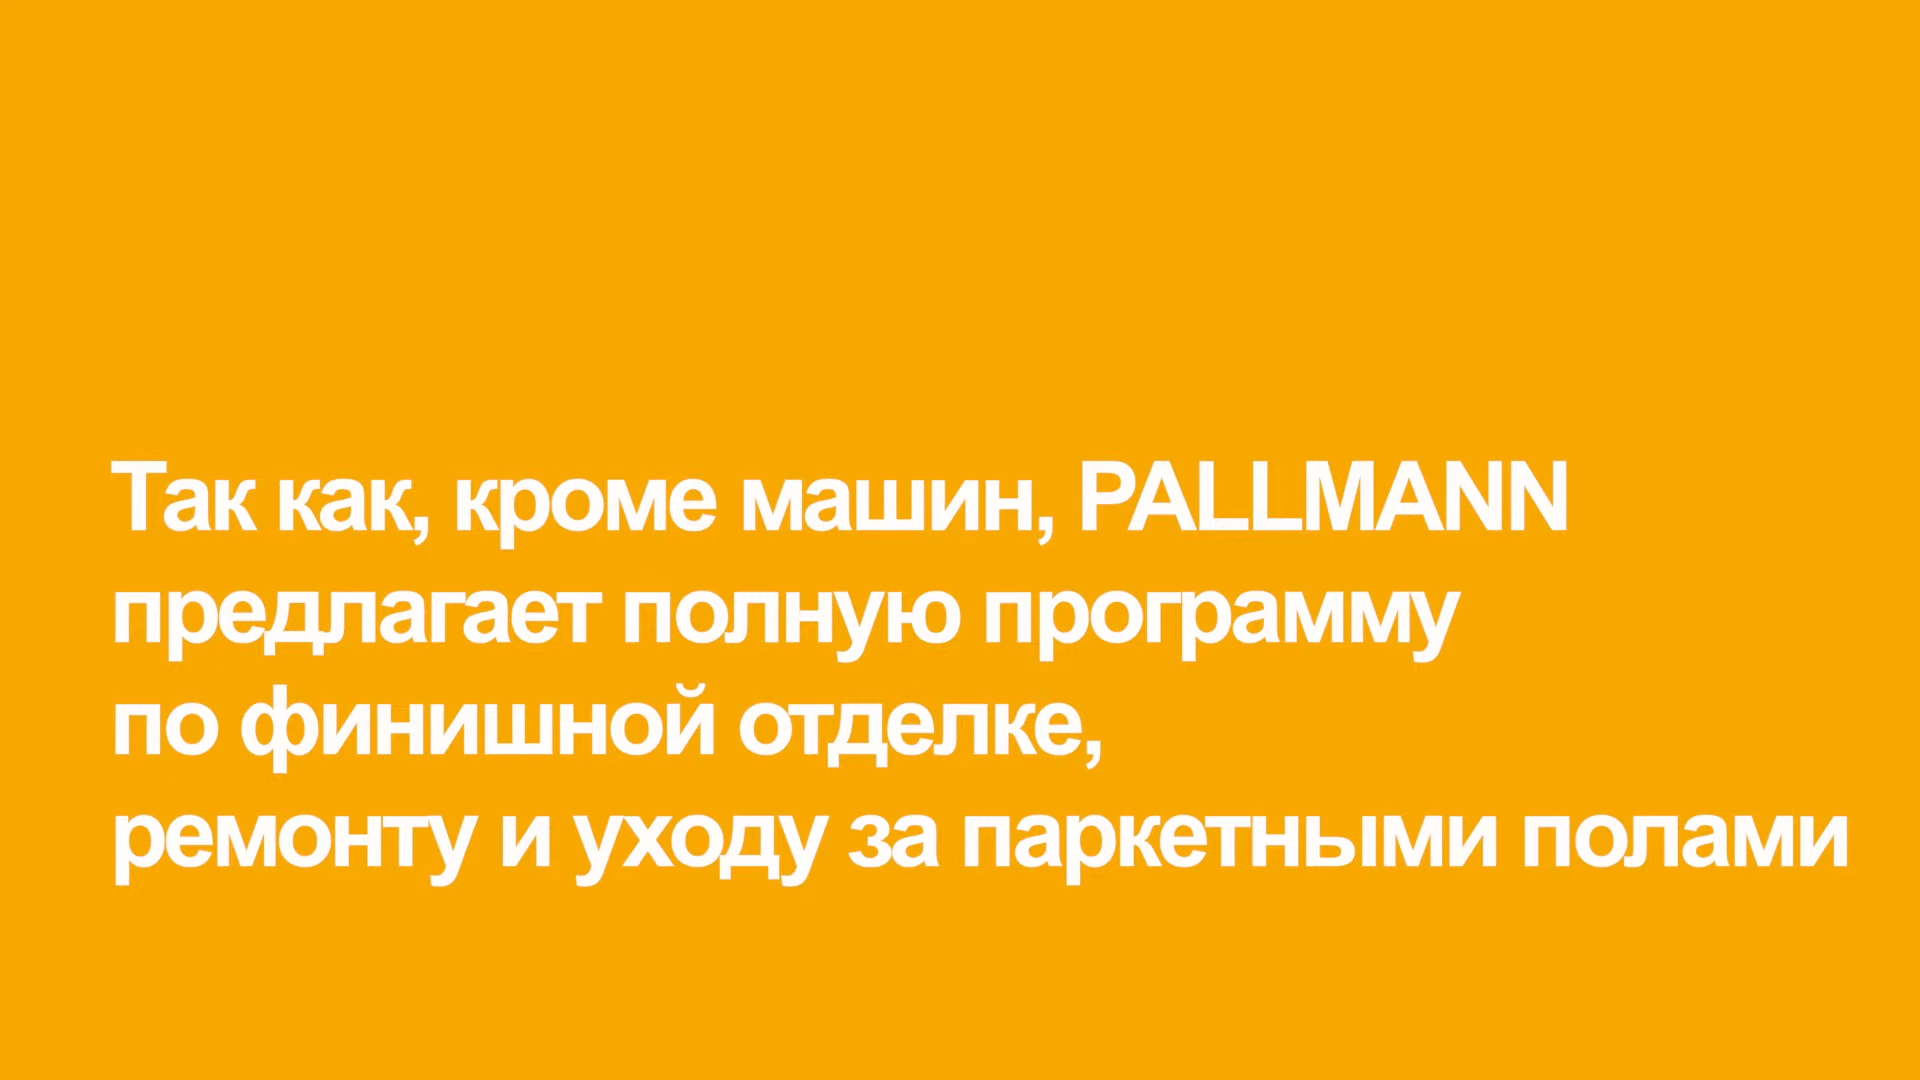 Так как, кроме машин, PALLMANN
предлагает полную программу
по финишной отделке,
ремонту и уходу за паркетными полами